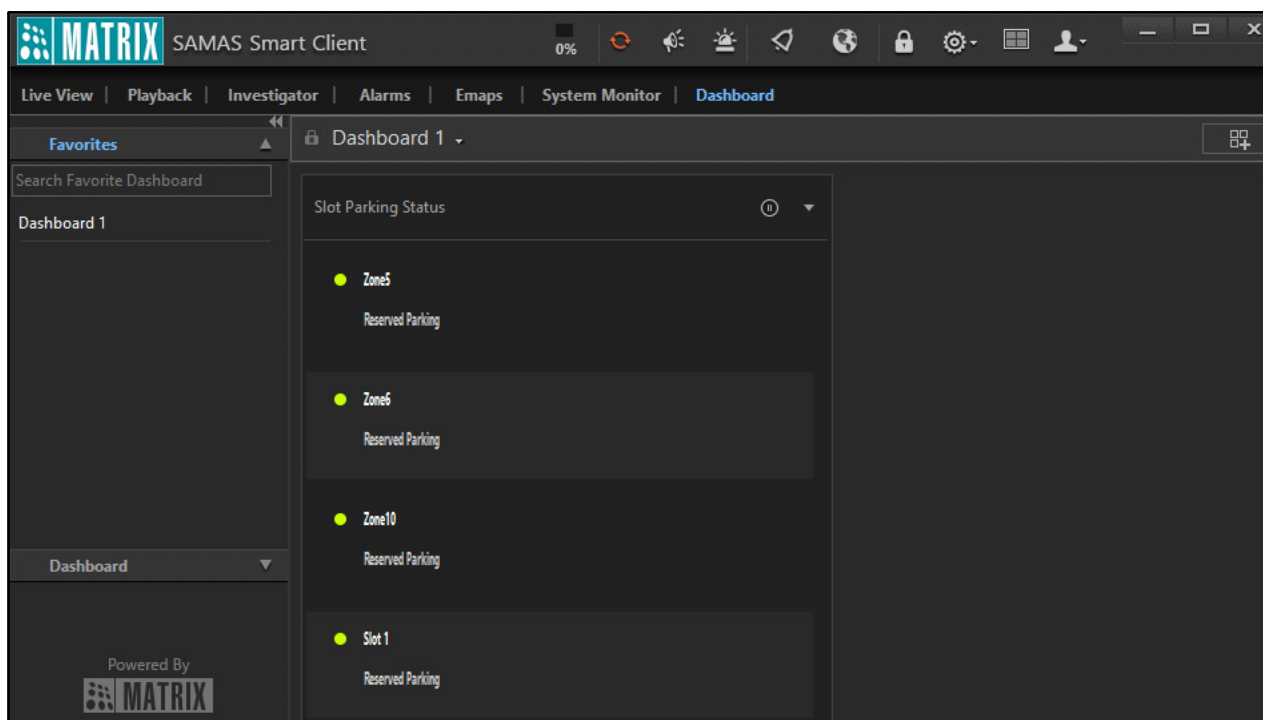 MATRIX SAMAS Smart Client 0%
Live View | Playback | Investigator | Alarms | Emaps | System Monitor | Dashboard
Favorites
Search Favorite Dashboard
Dashboard 1
Dashboard
Powered By
MATRIX
Dashboard 1
Slot Parking Status
Zone5
Reserved Parking
Zone6
Reserved Parking
Zone10
Reserved Parking
Slot 1
Reserved Parking